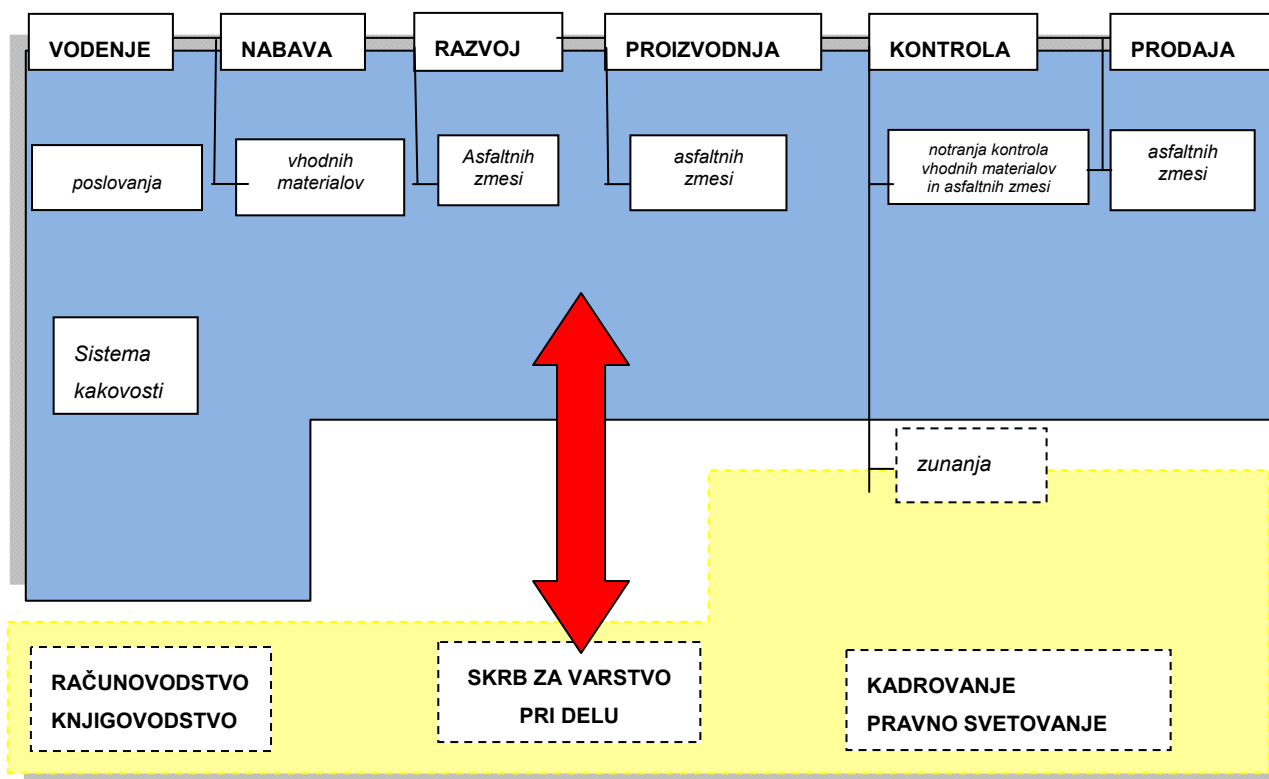 VODENJE
NABAVA
RAZVOJ
PROIZVODNJA
KONTROLA
PRODAJA
poslovanja
vhodnih
materialov
Asfaltnih
zmesi
asfaltnih
zmesi
notranja kontrola
vhodnih materialov
in asfaltnih zmesi
asfaltnih
zmesi
Sistema
kakovosti
zunanja
RAČUNOVODSTVO
KNJIGOVODSTVO
SKRB ZA VARSTVO
PRI DELU
KADROVANJE
PRAVNO SVETOVANJE